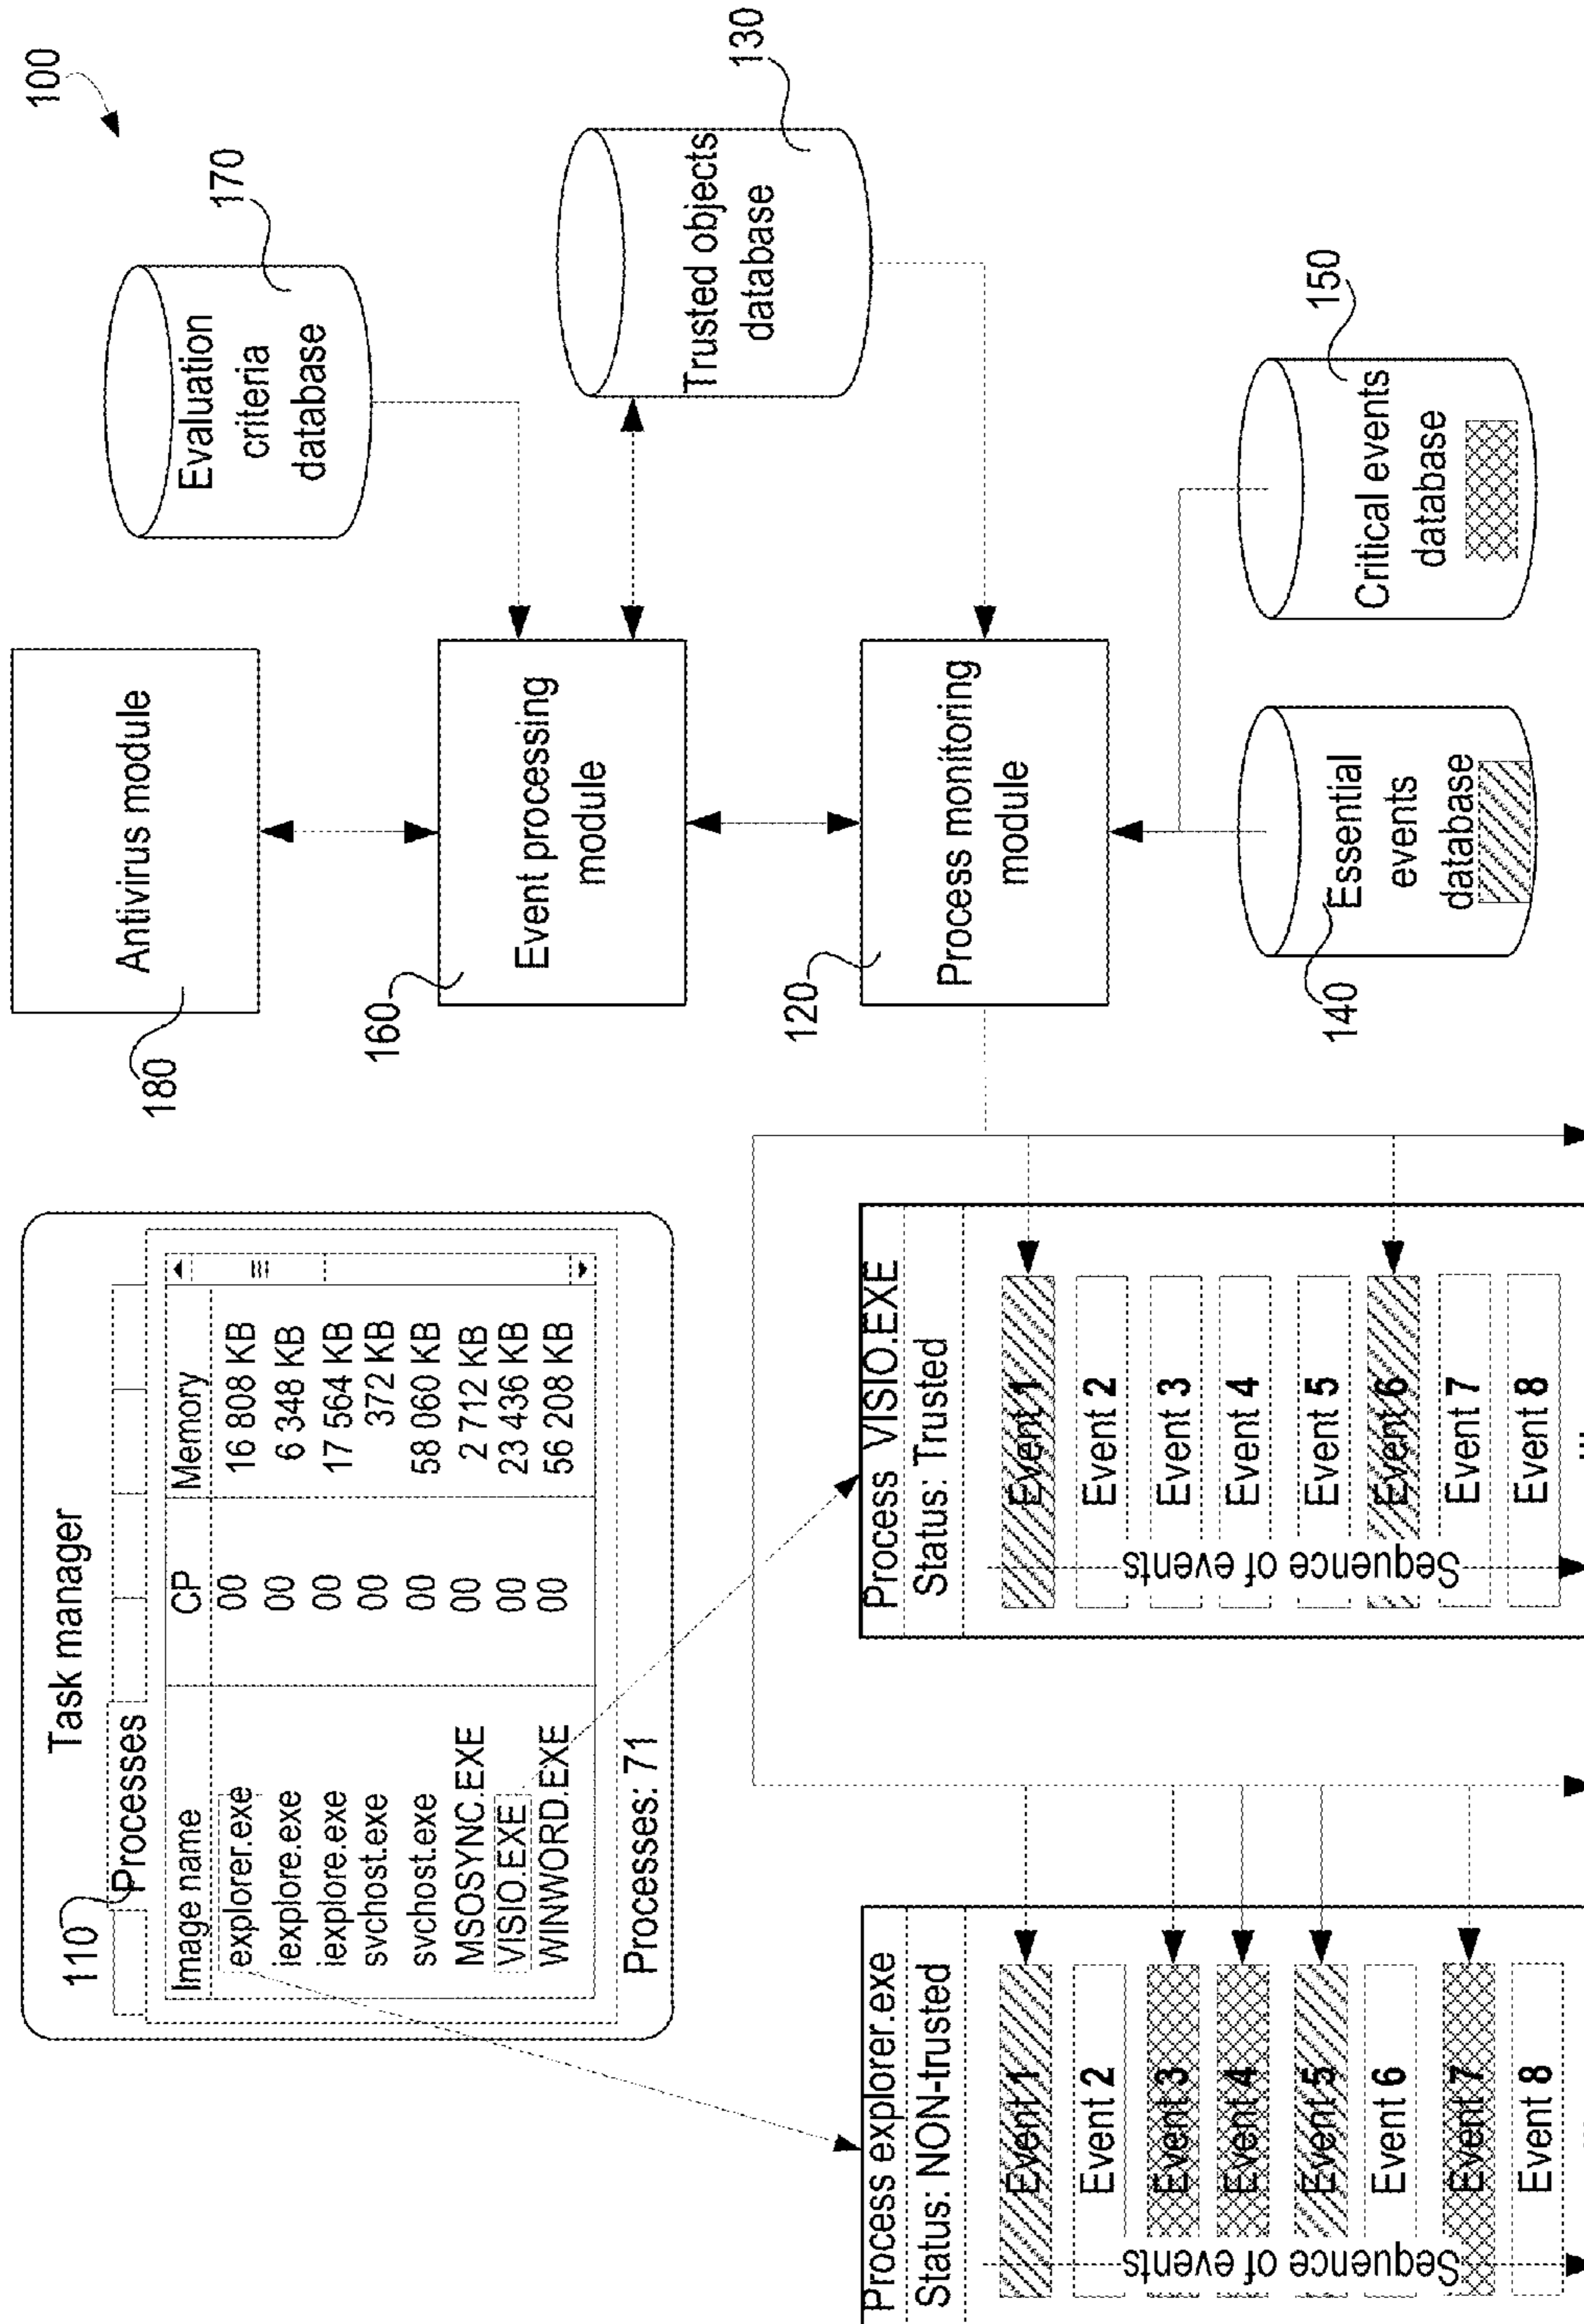 100
Task manager
110
Processes
Image name CP Memory
explorer.exe 00 16 808 KB
iexplore.exe 00 6 348 KB
iexplore.exe 00 17 564 KB
svchost.exe 00 372 KB
svchost.exe 00 58 060 KB
MSOSYNC.EXE 00 2 712 KB
VISIO.EXE 00 23 436 KB
WINWORD.EXE 00 56 208 KB
Processes: 71
180
Antivirus module
Evaluation
criteria
database
170
160
Event processing
module
Trusted objects
database
130
120
Process monitoring
module
140
Essential
events
database
Critical events
database
150
Process explorer.exe
Status: NON-trusted
Event 1
Event 2
Event 3
Event 4
Event 5
Event 6
Event 7
Event 8
...
Sequence of events
Process VISIO.EXE
Status: Trusted
Event 1
Event 2
Event 3
Event 4
Event 5
Event 6
Event 7
Event 8
...
Sequence of events